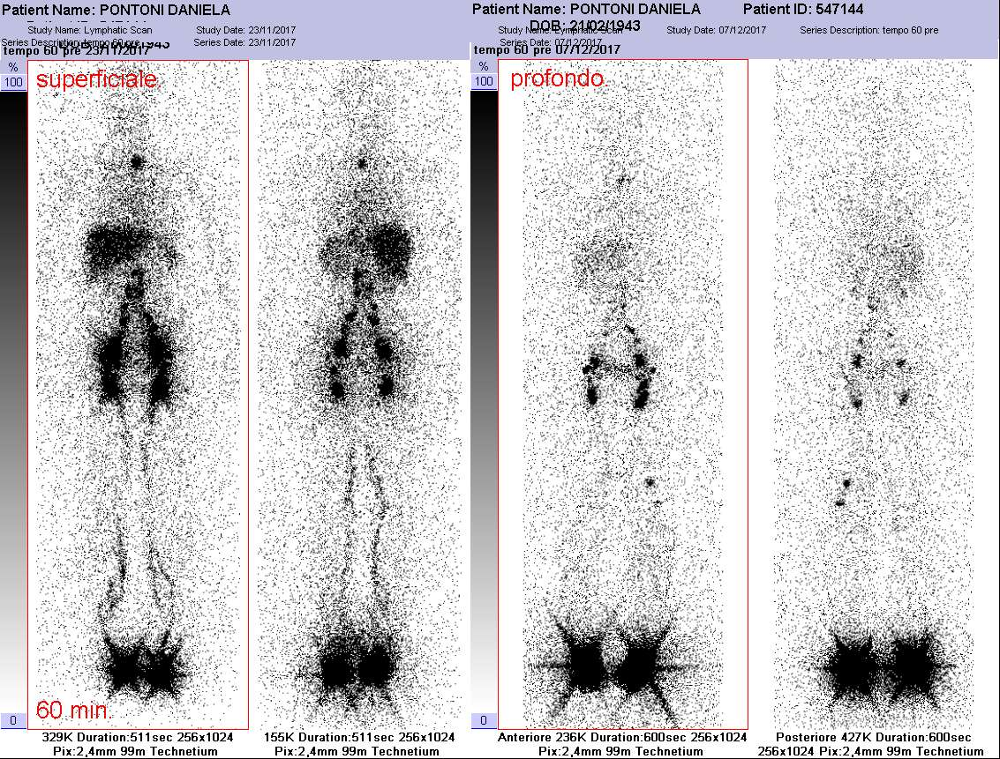 Patient Name: PONTONI DANIELA
Study Name: Lymphatic Scan Study Date: 23/11/2017
Series Description: tempo 60 pre Series Date: 23/11/2017
tempo 60 pre 23/11/2017
%
100
superficiale
60 min.
0
329K Duration:511sec 256x1024
Pix:2,4mm 99m Technetium
155K Duration:511sec 256x1024
Pix:2,4mm 99m Technetium
Patient Name: PONTONI DANIELA Patient ID: 547144
DOB: 21/02/1943
Study Name: Lymphatic Scan Study Date: 07/12/2017 Series Description: tempo 60 pre
Series Date: 07/12/2017
tempo 60 pre 07/12/2017
%
100
profondo
0
Anteriore 236K Duration:600sec 256x1024
Pix:2,4mm 99m Technetium
Posteriore 427K Duration:600sec
256x1024 Pix:2,4mm 99m Technetium